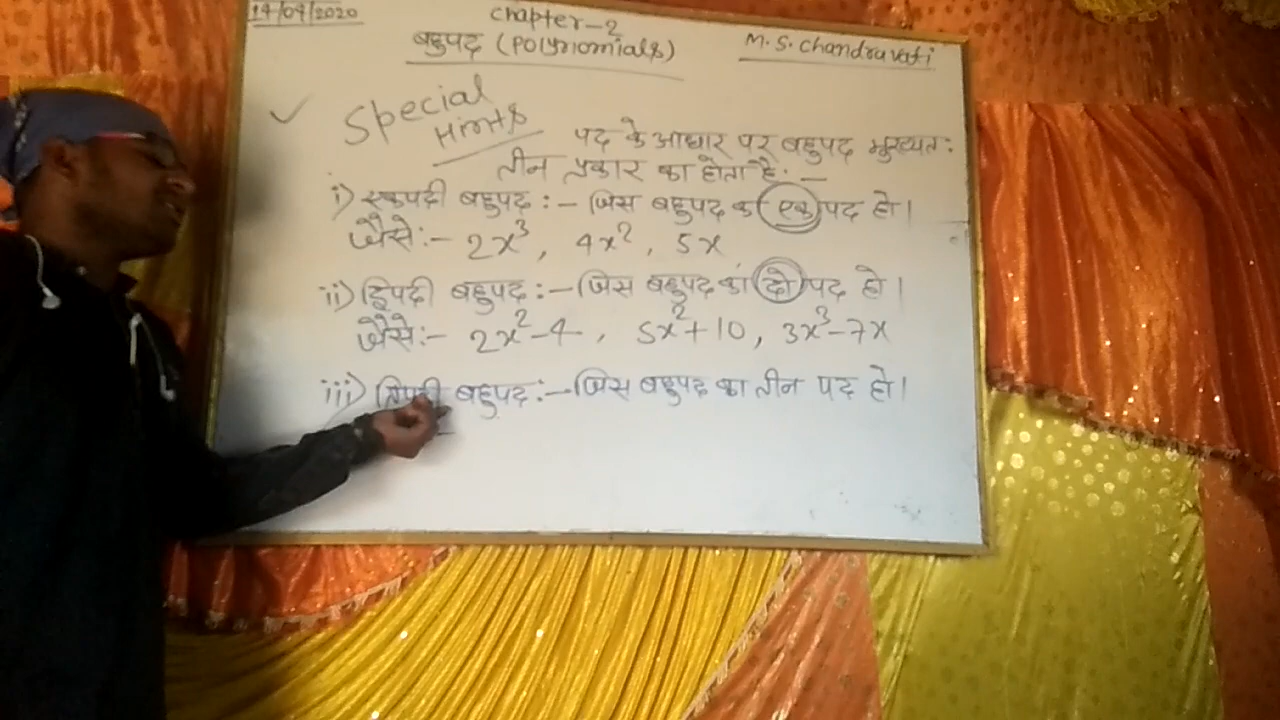 14/04/2020
Chapter-2
बहुपद (Polynomials)
M.S. Chandravati
Special
Hints
पद के आधार पर बहुपद मुख्यत:
तीन प्रकार का होता है:—
i) एकपदी बहुपद :- जिस बहुपद का एक पद हो।
जैसे:- 2x³, 4x², 5x
ii) द्विपदी बहुपद :- जिस बहुपद का दो पद हो।
जैसे:- 2x²-4, 5x²+10, 3x³-7x
iii) त्रिपदी बहुपद :- जिस बहुपद का तीन पद हो।